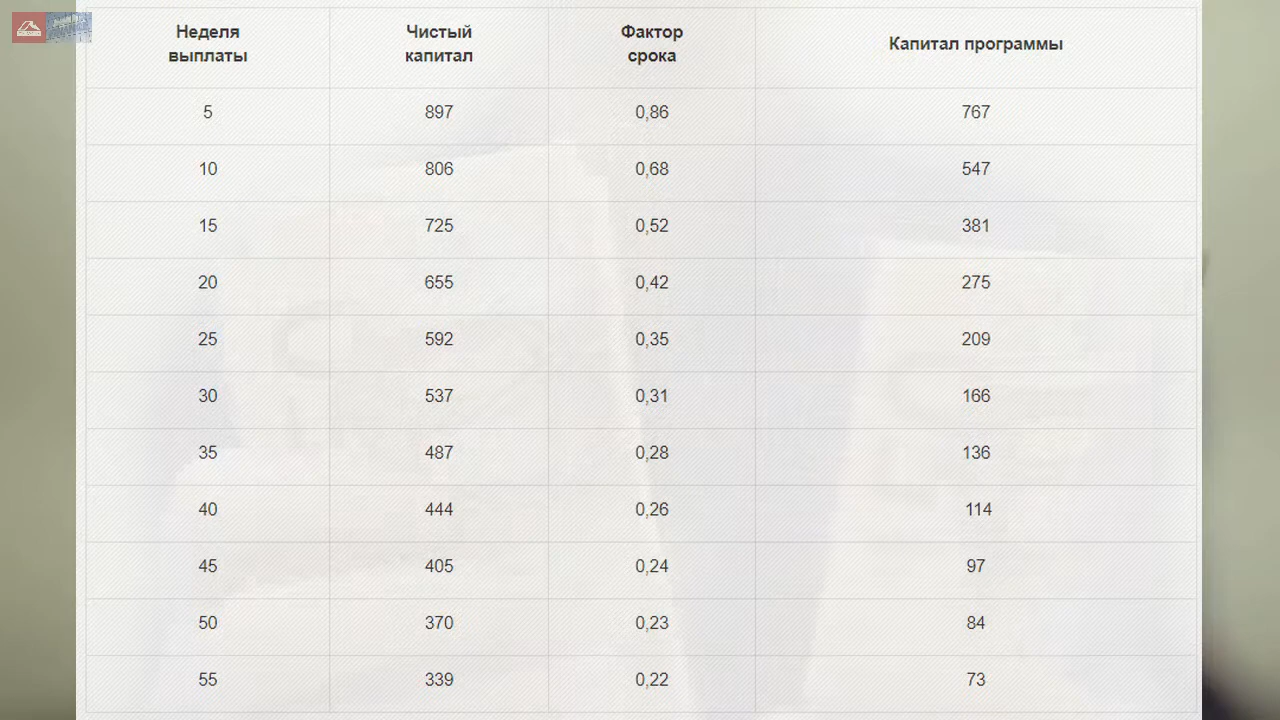 Неделя выплаты Чистый капитал Фактор срока Капитал программы
5 897 0,86 767
10 806 0,68 547
15 725 0,52 381
20 655 0,42 275
25 592 0,35 209
30 537 0,31 166
35 487 0,28 136
40 444 0,26 114
45 405 0,24 97
50 370 0,23 84
55 339 0,22 73